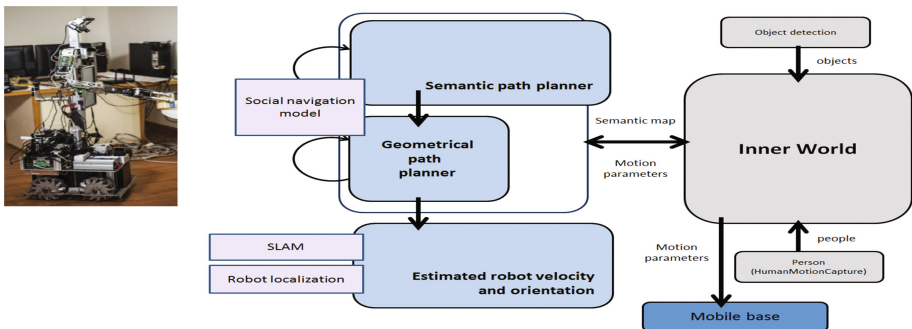 Object detection
objects
Semantic path planner
Social navigation
model
Semantic map
Geometrical
path
planner
Motion
parameters
Inner World
SLAM
Robot localization
Estimated robot velocity
and orientation
Motion
parameters
people
Person
(HumanMotionCapture)
Mobile base